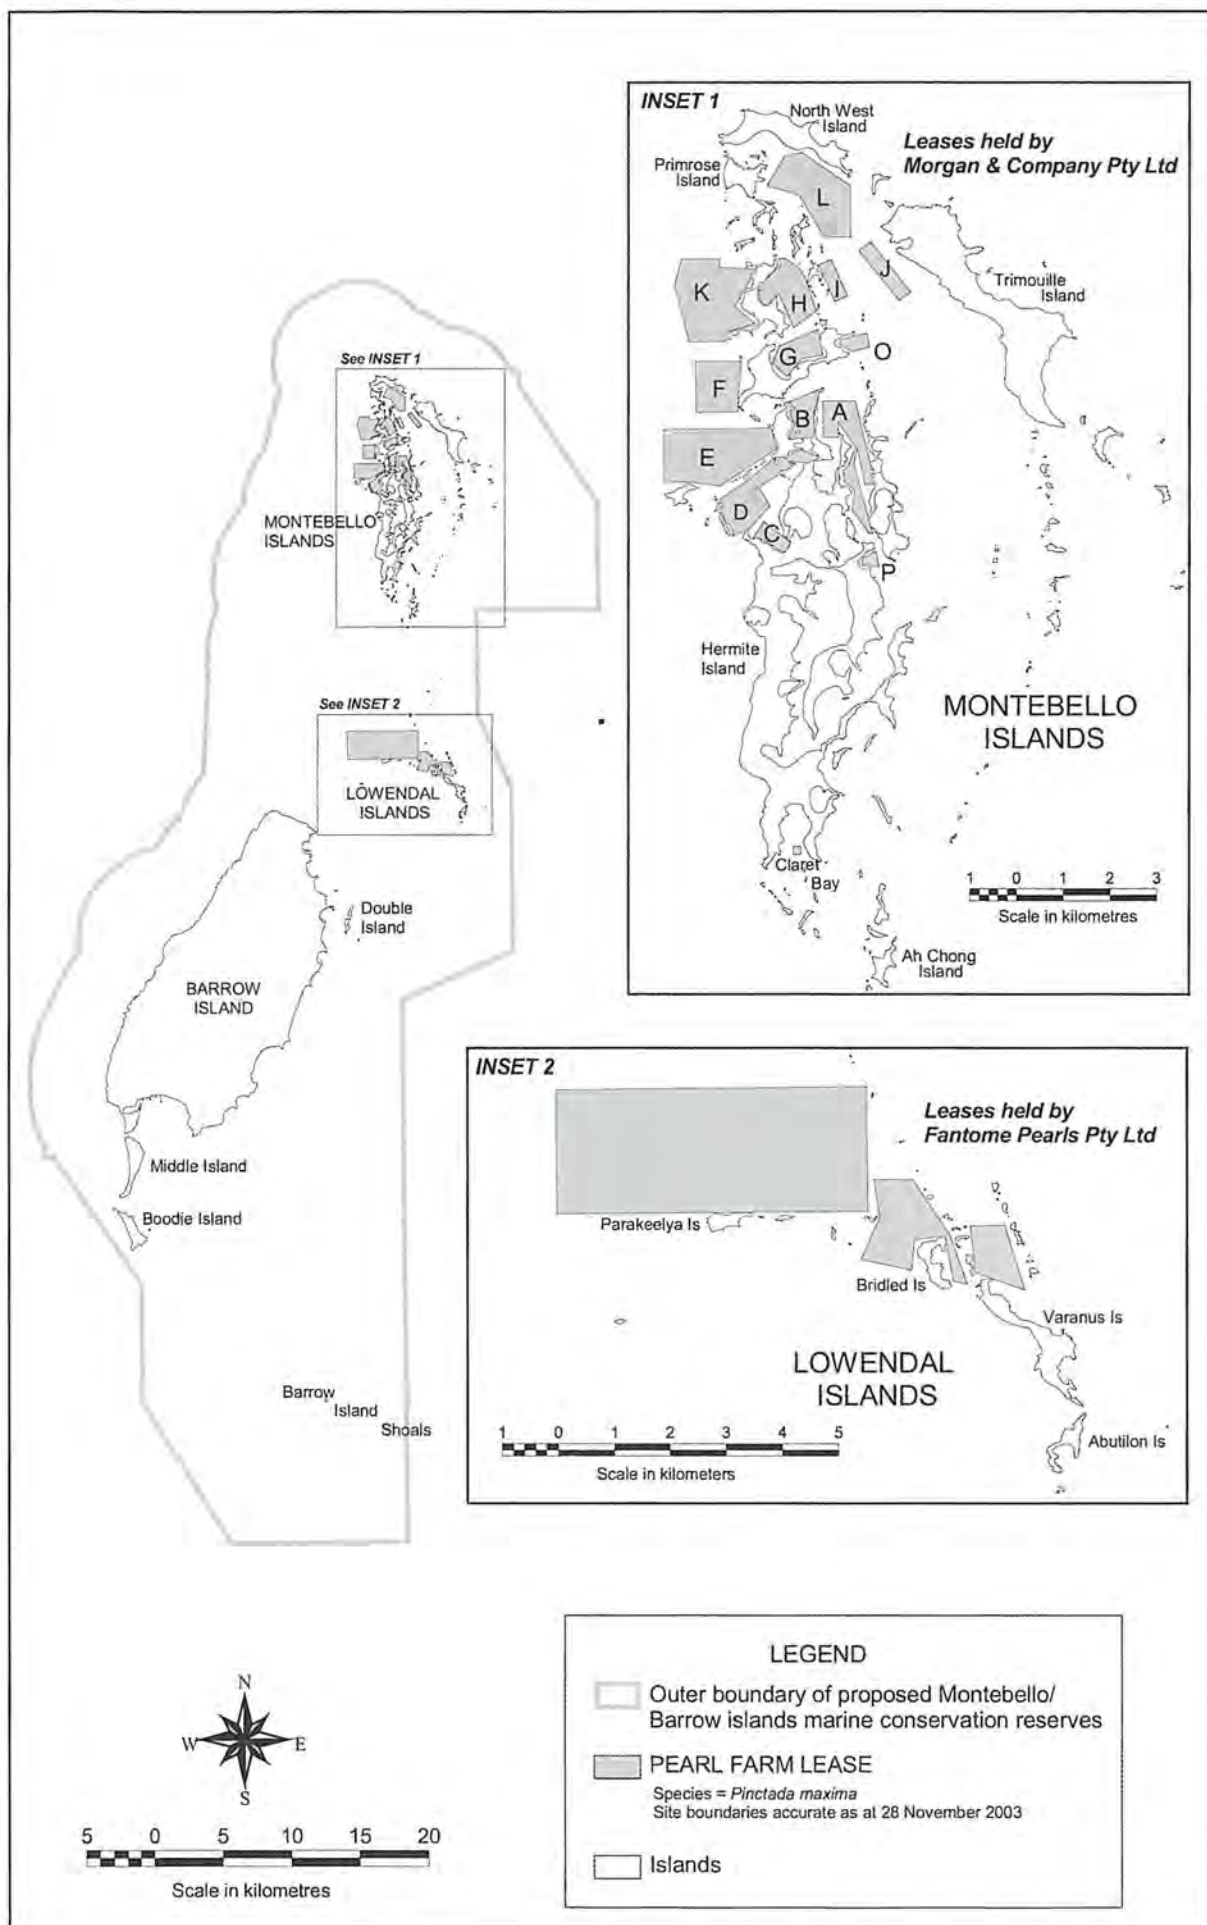 INSET 1
North West
Island
Leases held by
Morgan & Company Pty Ltd
Primrose
Island
L
J
Trimouille
Island
K
I
H
G
O
F
B
A
E
D
C
P
Hermite
Island
MONTEBELLO
ISLANDS
Claret
Bay
1 0 1 2 3
Scale in kilometres
Ah Chong
Island
See INSET 1
MONTEBELLO
ISLANDS
See INSET 2
LOWENDAL
ISLANDS
Double
Island
BARROW
ISLAND
Middle Island
Boodie Island
Barrow
Island
Shoals
INSET 2
Leases held by
Fantome Pearls Pty Ltd
Parakeelya Is
Bridled Is
Varanus Is
LOWENDAL
ISLANDS
Abutilon Is
1 0 1 2 3 4 5
Scale in kilometers
N
W E
S
5 0 5 10 15 20
Scale in kilometres
LEGEND
Outer boundary of proposed Montebello/
Barrow islands marine conservation reserves
PEARL FARM LEASE
Species = Pinctada maxima
Site boundaries accurate as at 28 November 2003
Islands